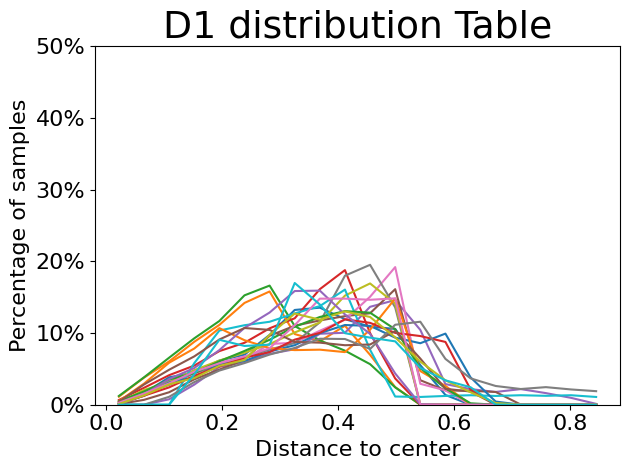 D1 distribution Table
50%
40%
30%
20%
10%
0%
Percentage of samples
0.0 0.2 0.4 0.6 0.8
Distance to center